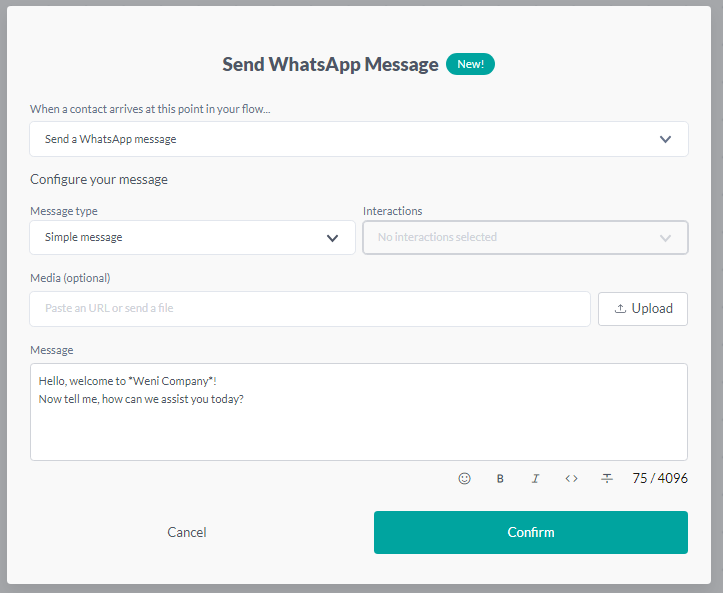 Send WhatsApp Message New!
When a contact arrives at this point in your flow...
Send a WhatsApp message
Configure your message
Message type Interactions
Simple message No interactions selected
Media (optional)
Paste an URL or send a file Upload
Message
Hello, welcome to *Weni Company*!
Now tell me, how can we assist you today?
B I <> T 75 / 4096
Cancel Confirm